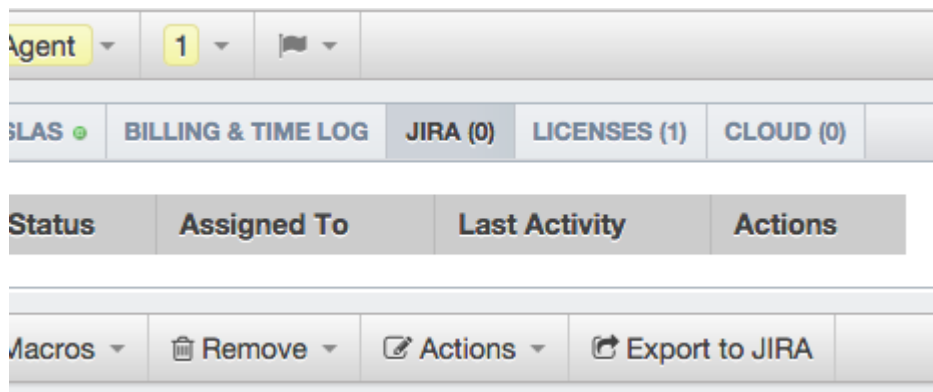 Agent 1
SLAS BILLING & TIME LOG JIRA (0) LICENSES (1) CLOUD (0)
Status Assigned To Last Activity Actions
Macros Remove Actions Export to JIRA